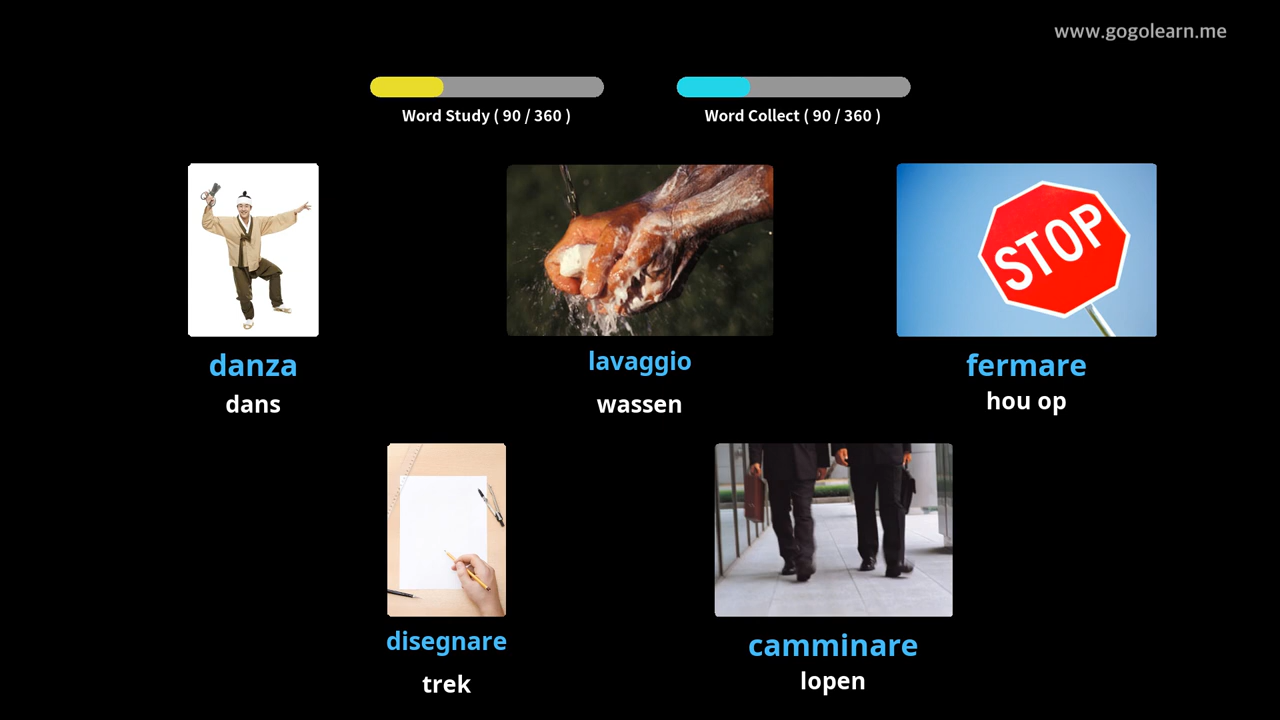 www.gogolearn.me
Word Study ( 90 / 360 )
Word Collect ( 90 / 360 )
STOP
danza
dans
lavaggio
wassen
fermare
hou op
disegnare
trek
camminare
lopen